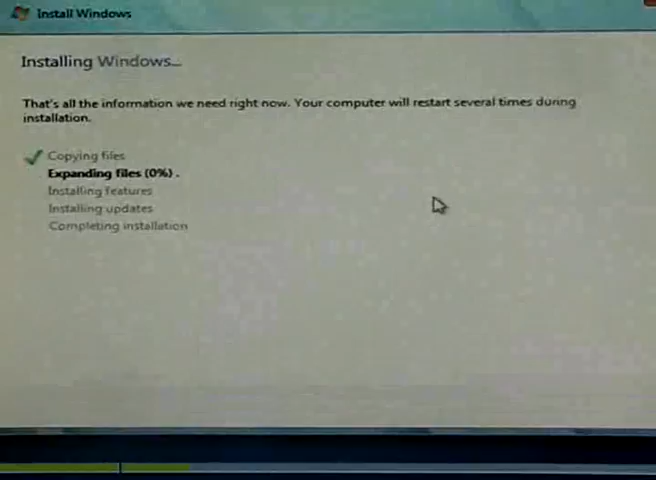 Install Windows
Installing Windows...
That's all the information we need right now. Your computer will restart several times during
installation.
Copying files
Expanding files (0%) .
Installing features
Installing updates
Completing installation